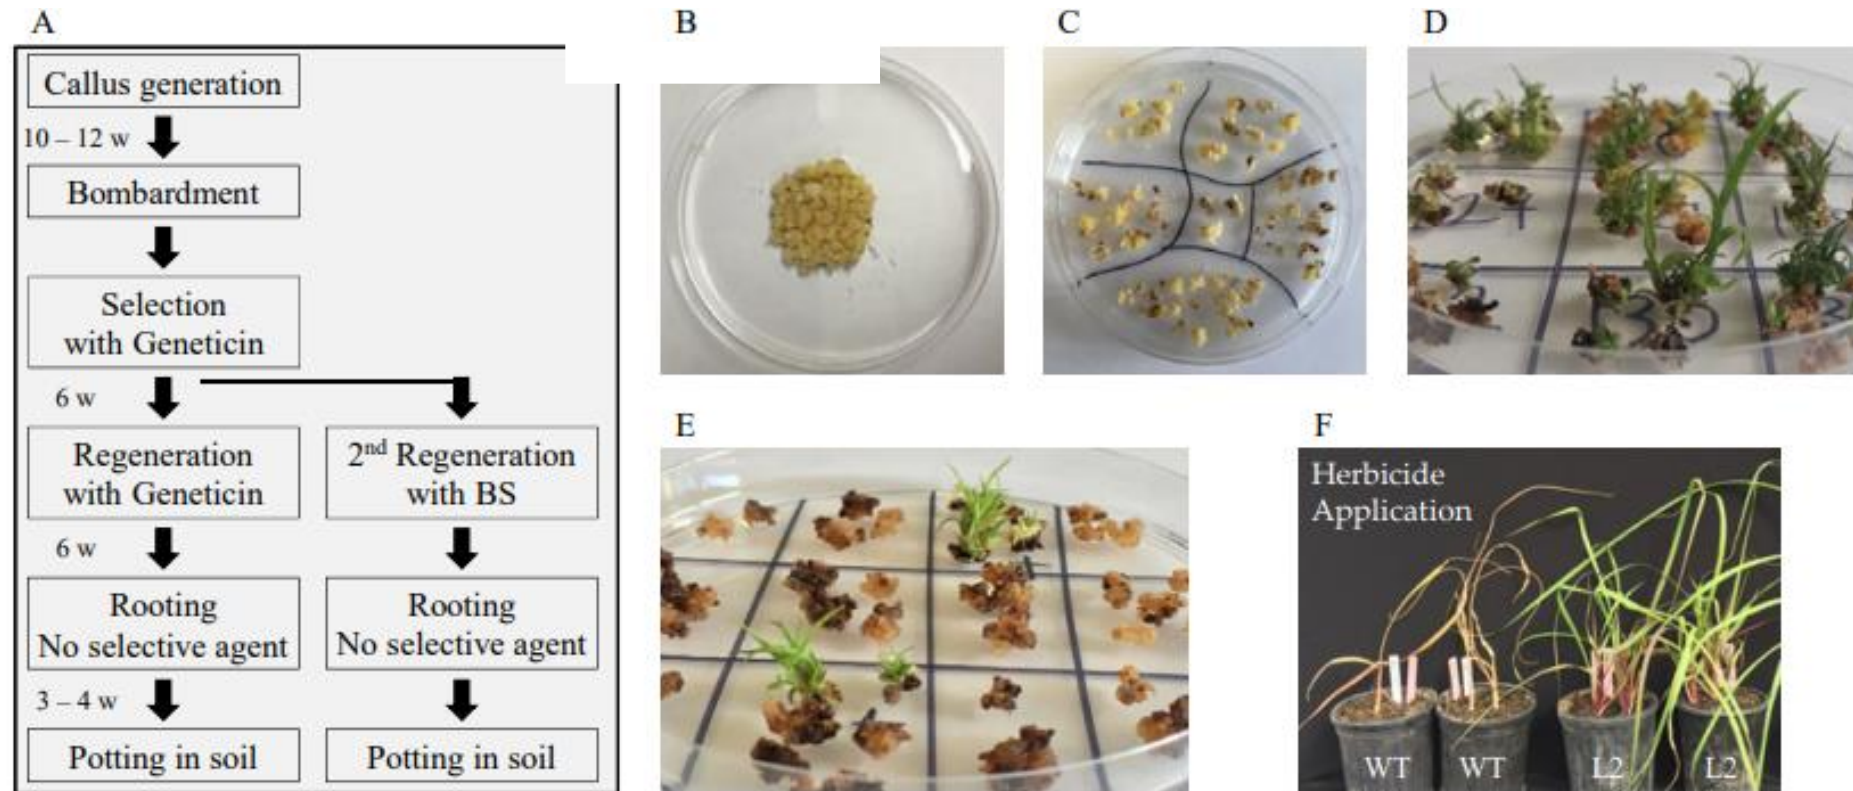 A
Callus generation
10 – 12 w
Bombardment
Selection
with Geneticin
6 w
Regeneration
with Geneticin
2nd Regeneration
with BS
6 w
Rooting
No selective agent
Rooting
No selective agent
3 – 4 w
Potting in soil
Potting in soil
B
C
D
E
F
Herbicide
Application
WT
WT
L2
L2